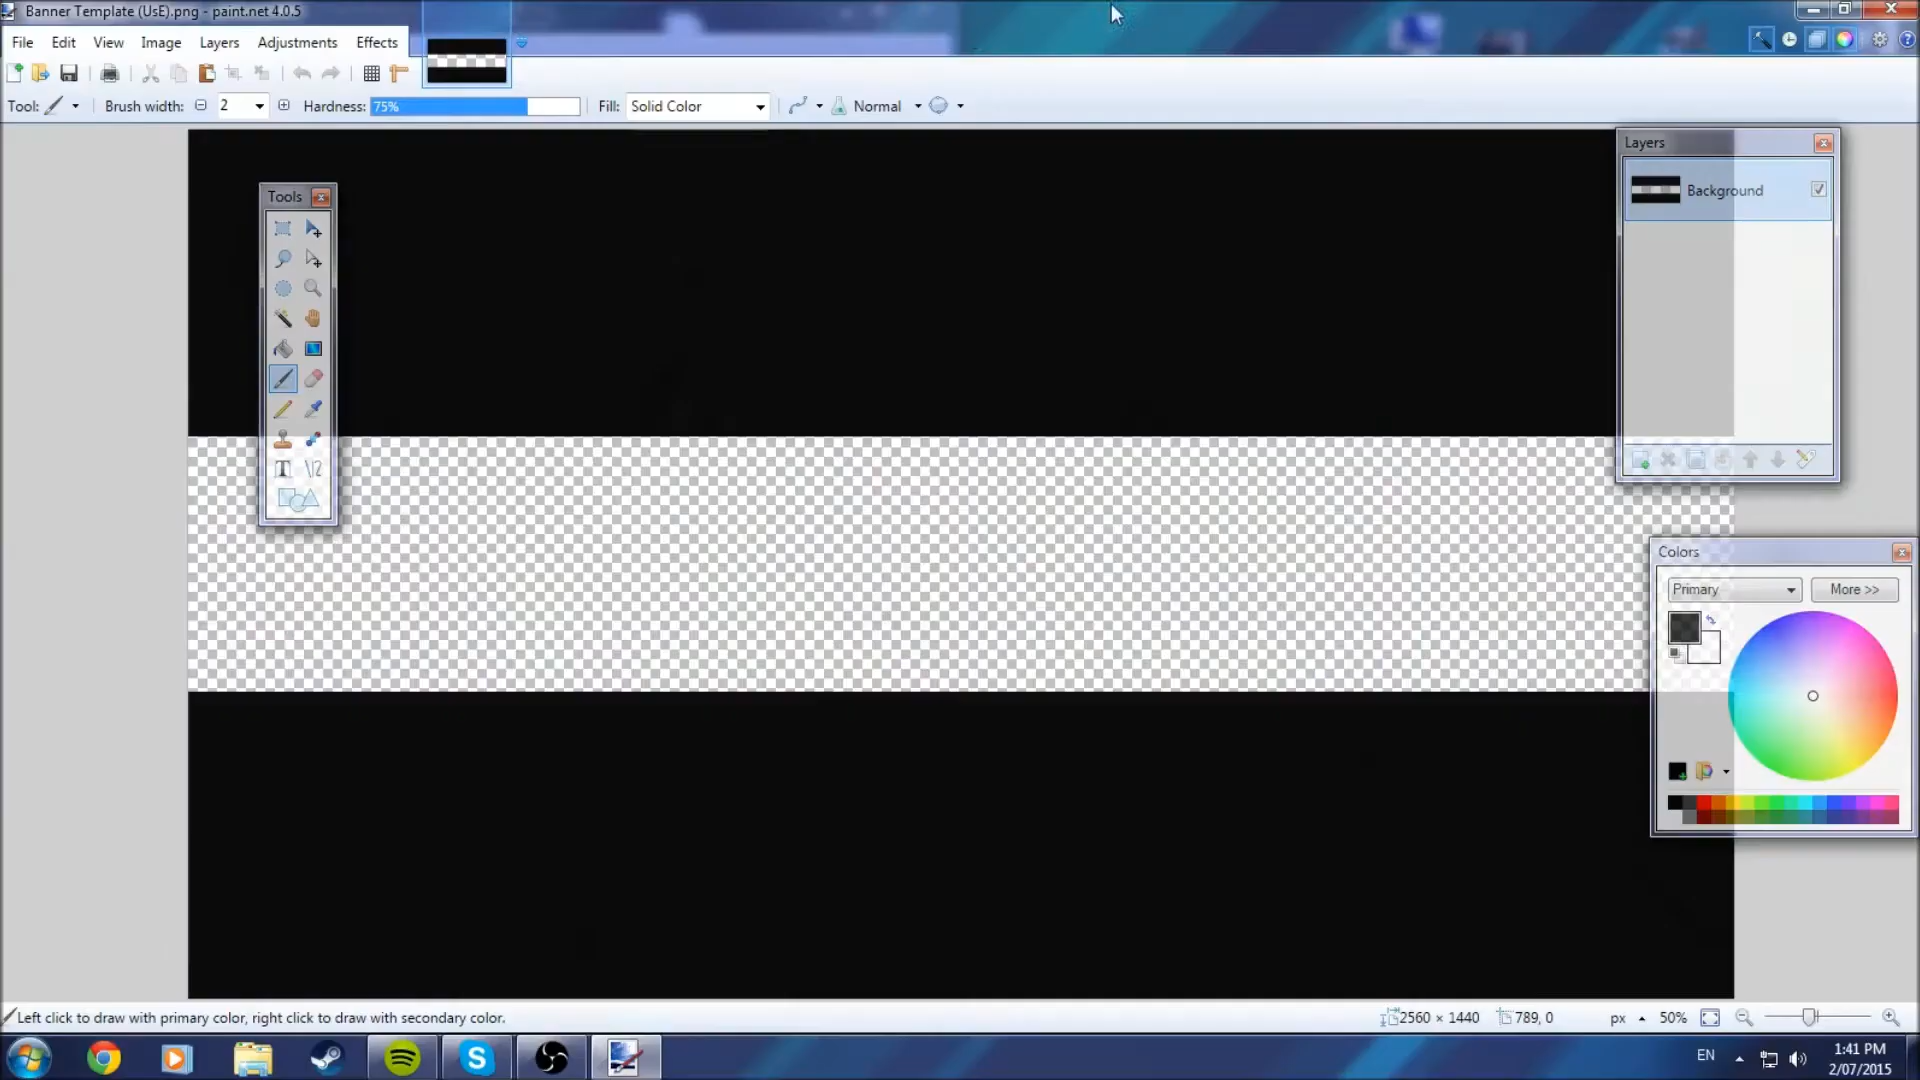 Banner Template (UsE).png - paint.net 4.0.5
File Edit View Image Layers Adjustments Effects
Tool: Brush width: 2 Hardness: 75% Fill: Solid Color Normal
Layers
Background
Tools
Colors
Primary More >>
Left click to draw with primary color, right click to draw with secondary color.
2560 × 1440 789, 0 px 50%
EN 1:41 PM
2/07/2015